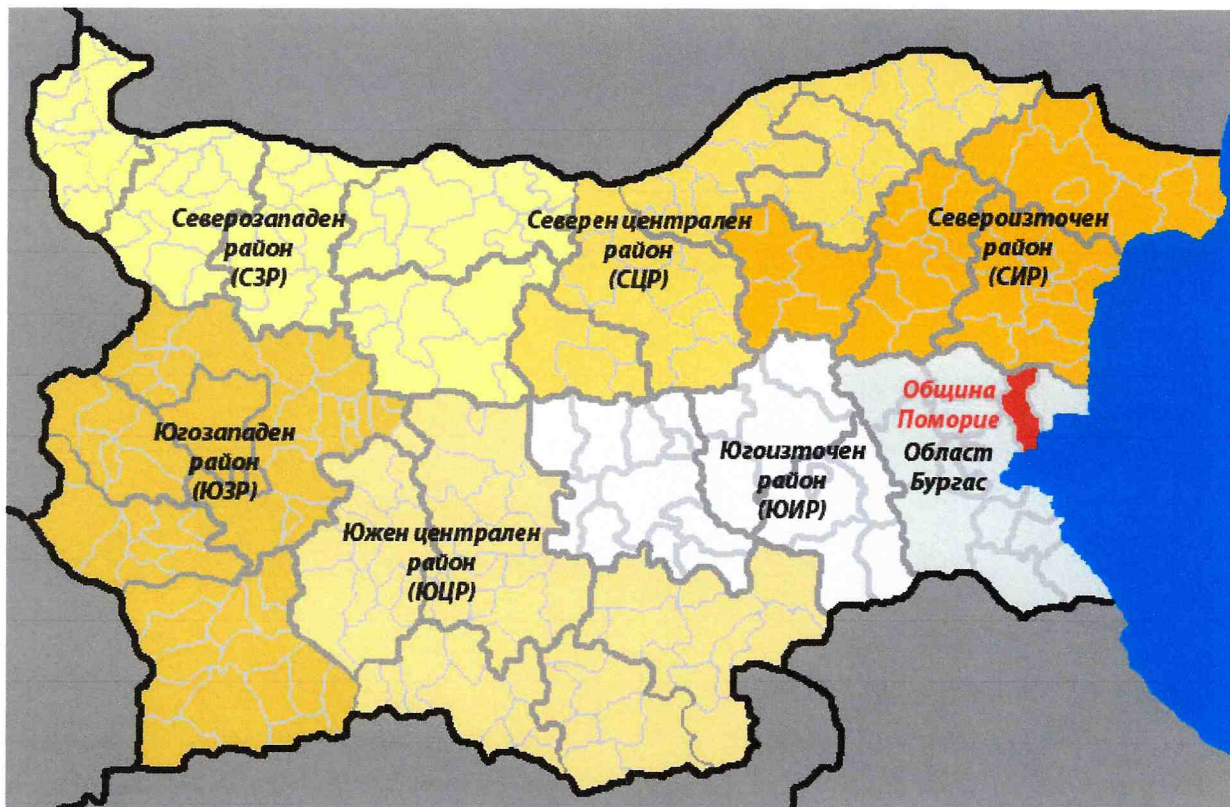 Северозападен
район
(СЗР)
Северен централен
район
(СЦР)
Североизточен
район
(СИР)
Община
Поморие
Област
Бургас
Югозападен
район
(ЮЗР)
Югоизточен
район
(ЮИР)
Южен централен
район
(ЮЦР)